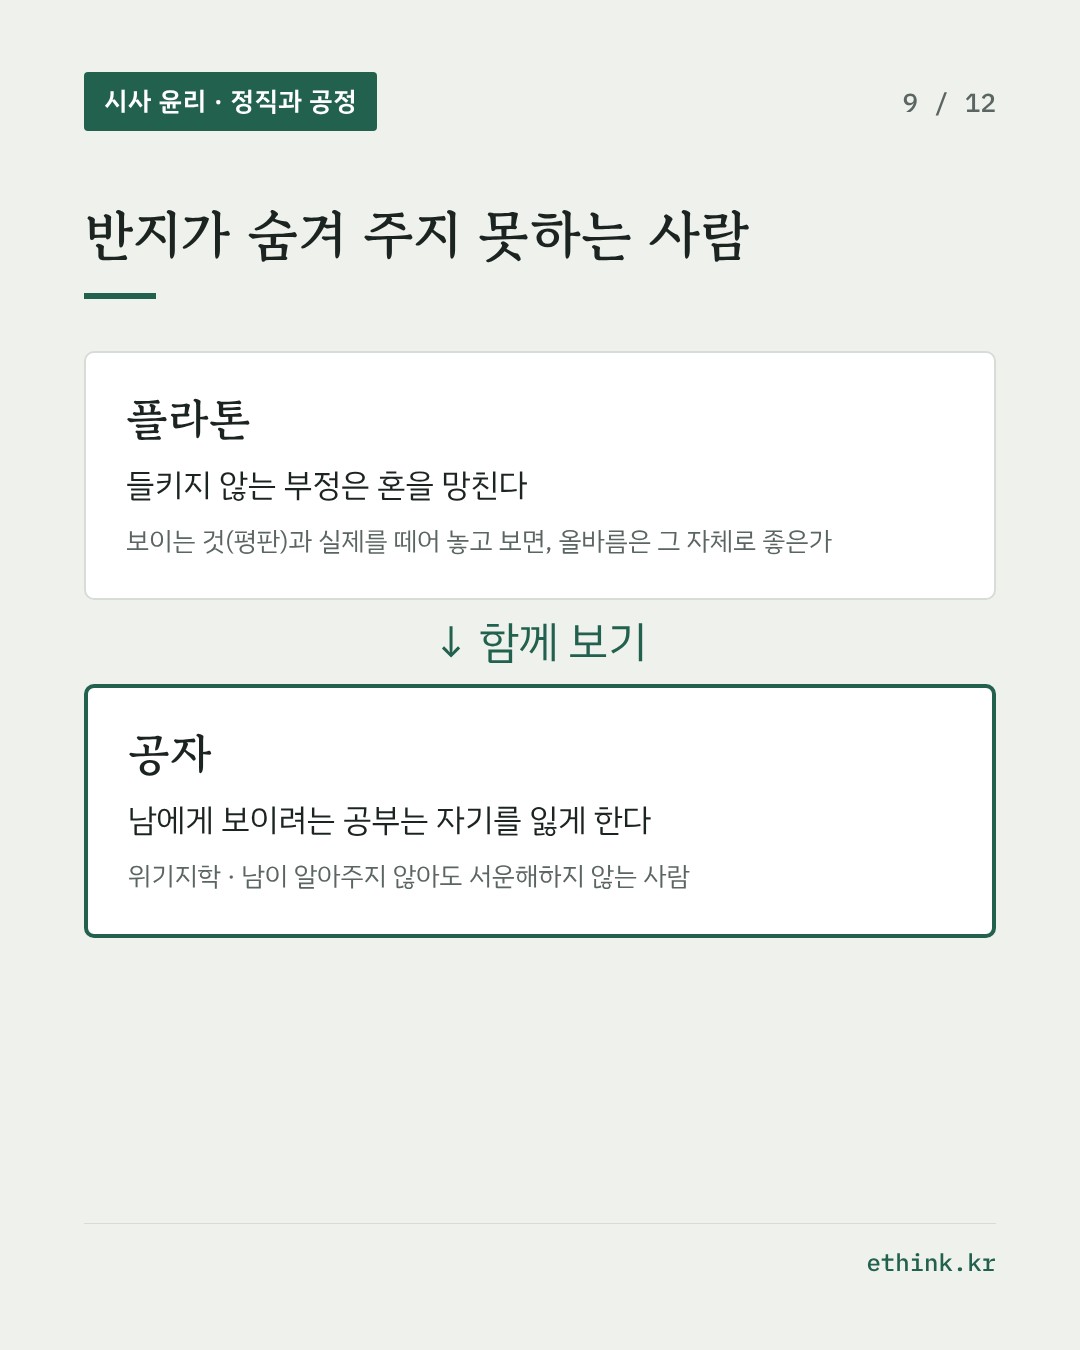 시사 윤리 · 정직과 공정
9 / 12
반지가 숨겨 주지 못하는 사람
플라톤
들키지 않는 부정은 혼을 망친다
보이는 것(평판)과 실제를 떼어 놓고 보면, 올바름은 그 자체로 좋은가
↓ 함께 보기
공자
남에게 보이려는 공부는 자기를 잃게 한다
위기지학 · 남이 알아주지 않아도 서운해하지 않는 사람
ethink.kr